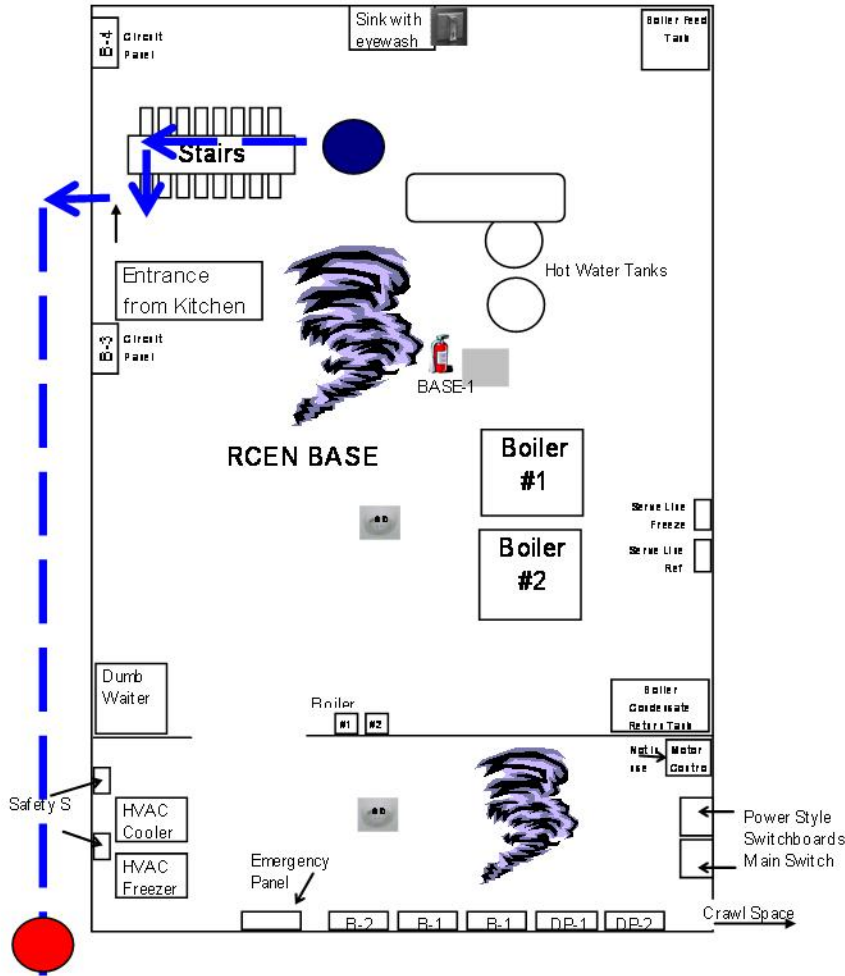 B-4
Circuit
Panel
Sink with
eyewash
Boiler Feed
Tank
Stairs
Hot Water Tanks
Entrance
from Kitchen
B-3
Circuit
Panel
BASE-1
RCEN BASE
Boiler
#1
Boiler
#2
Serve Line
Freeze
Serve Line
Ref
Dumb
Waiter
Boiler
#1
#2
Boiler
Condensate
Return Tank
Not in
use
Motor
Contro
Safety S
HVAC
Cooler
HVAC
Freezer
Power Style
Switchboards
Main Switch
Emergency
Panel
B-2
B-1
B-1
DP-1
DP-2
Crawl Space